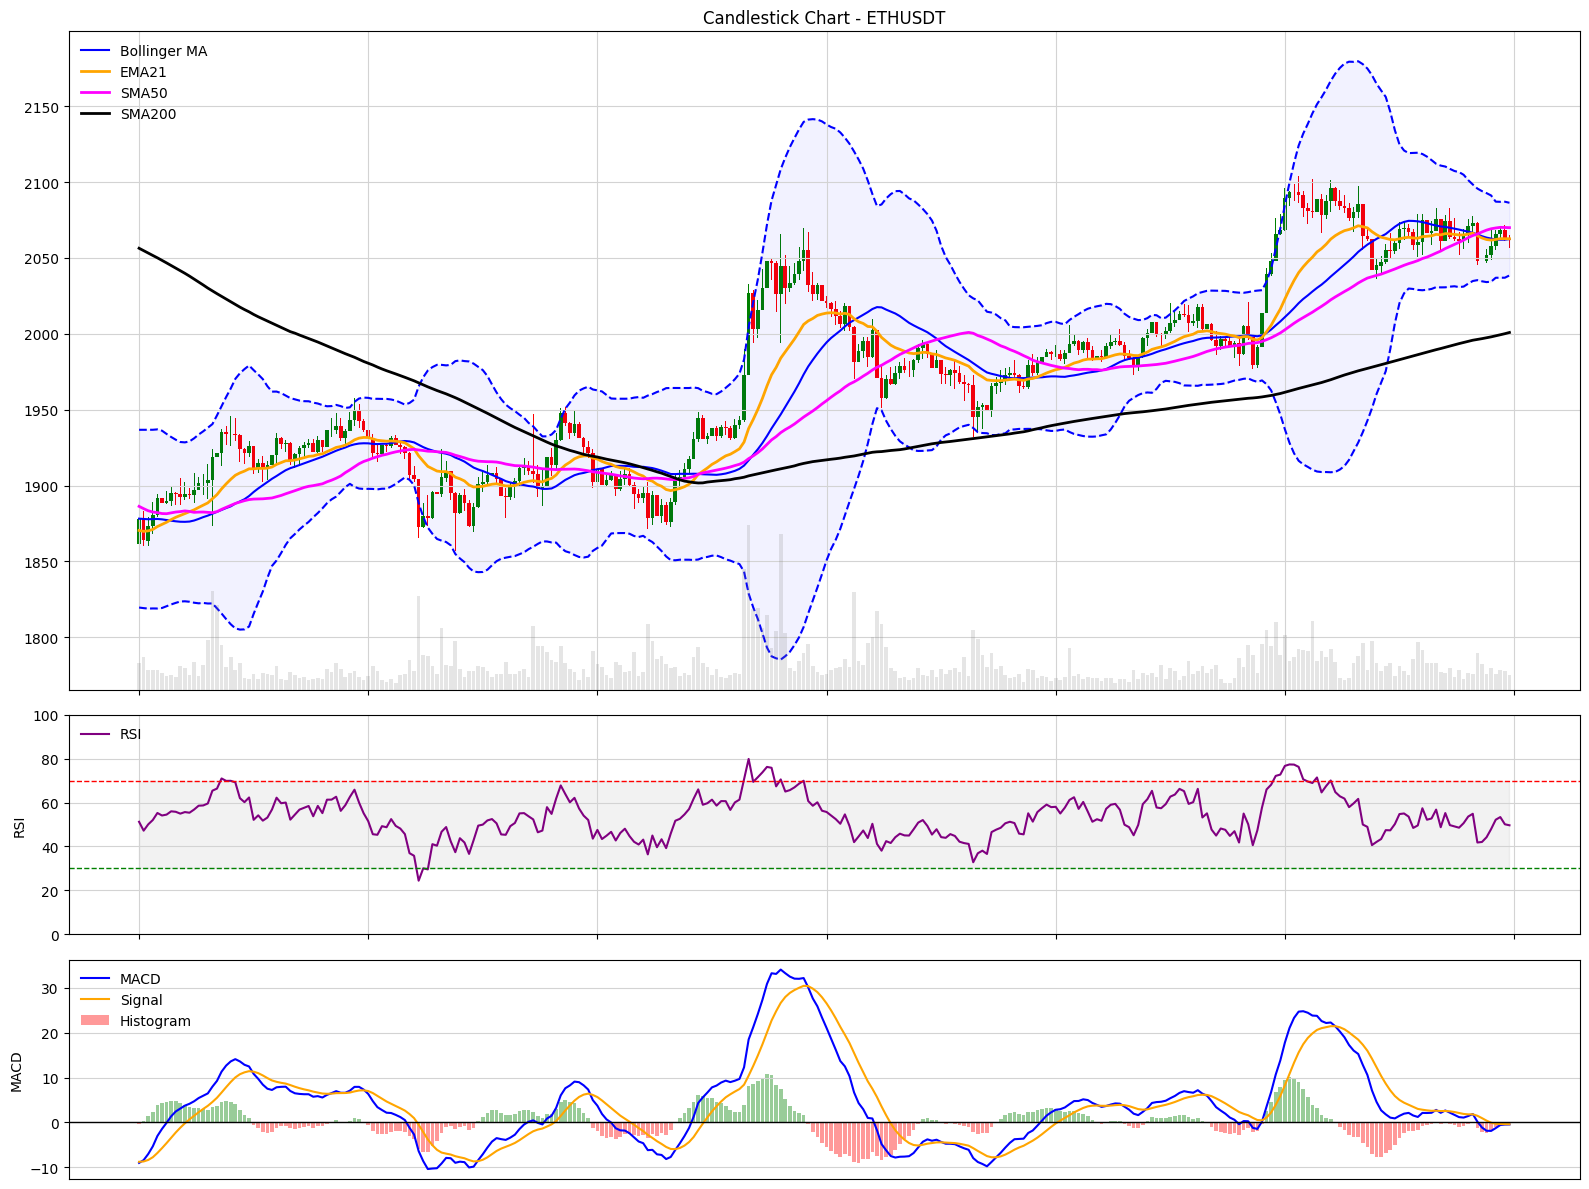 Candlestick Chart - ETHUSDT
Bollinger MA
EMA21
SMA50
SMA200
2150
2100
2050
2000
1950
1900
1850
1800
RSI
100
80
60
40
20
0
RSI
MACD
Signal
Histogram
30
20
10
0
−10
MACD